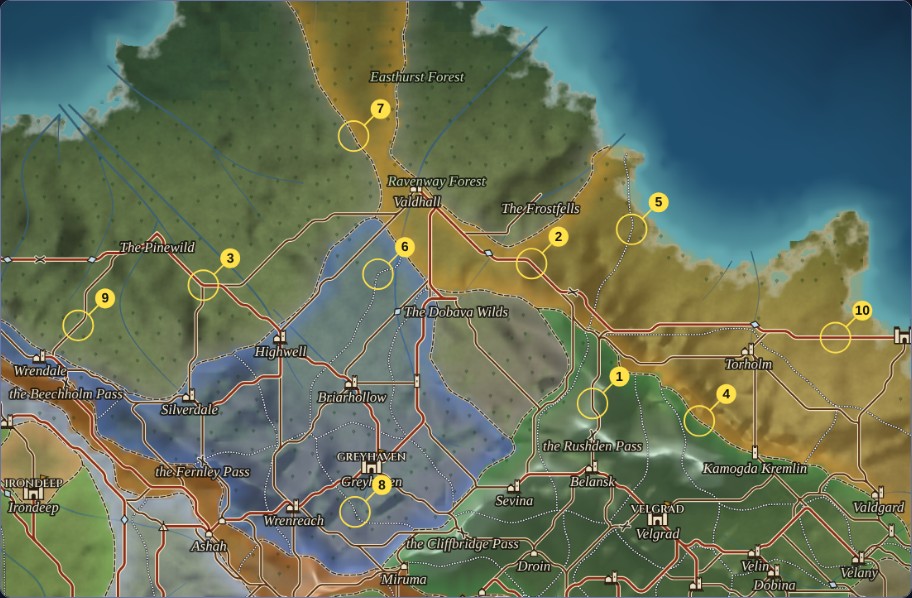 Easthurst Forest
7
Ravenway Forest
Valdhall
The Frostfells
5
2
The Pinewild
6
3
9
The Dobava Wilds
10
Highwell
Wrendale
Torholm
1
the Beechholm Pass
Briarhollow
4
Silverdale
the Rushden Pass
GREYHAVEN
Kamogda Kremlin
the Fernley Pass
Belansk
IRONDEEP
8
Sevina
Irondeep
VELGRAD
Valdgard
Wrenreach
Velgrad
Ashah
the Cliffbridge Pass
Velin
Droin
Velany
Miruma
Dobina